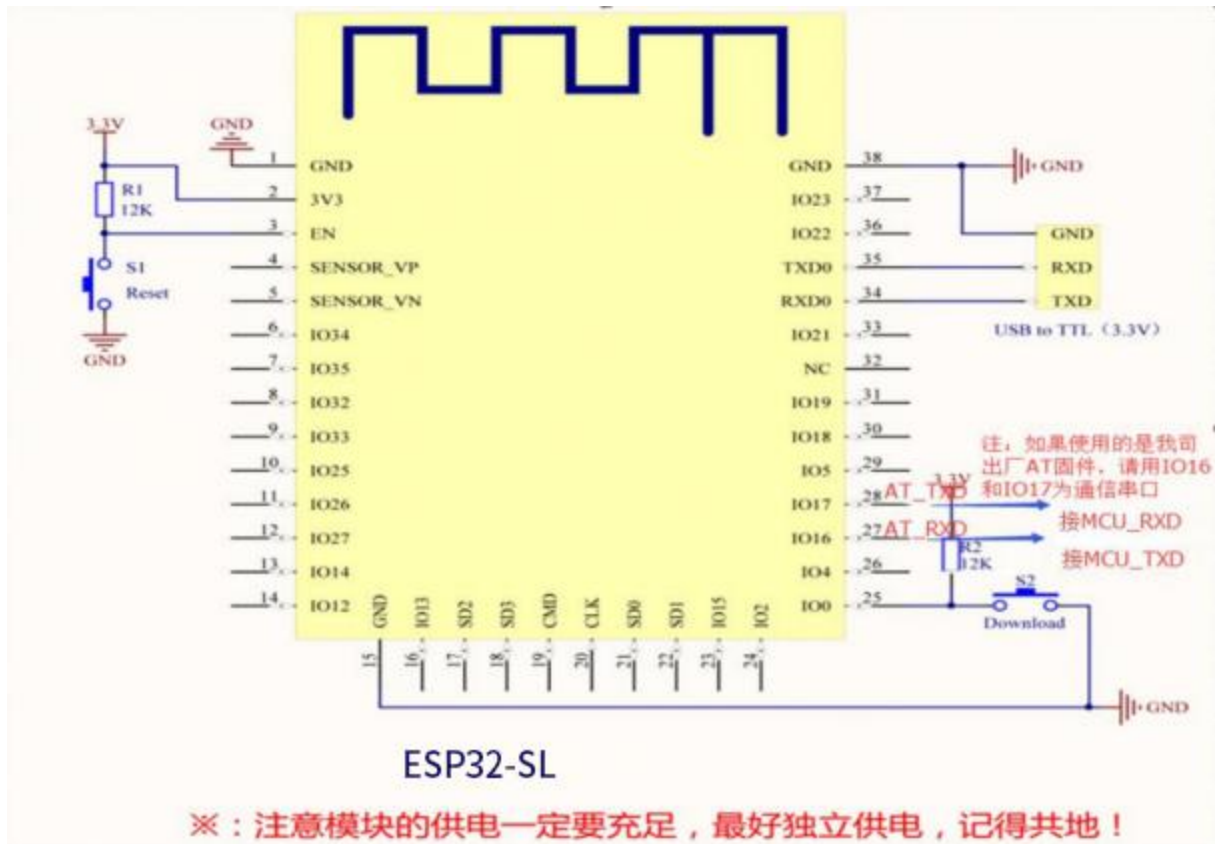 3.3V
GND
R1
12K
S1
Reset
GND
1 GND
2 3V3
3 EN
4 SENSOR_VP
5 SENSOR_VN
6 IO34
7 IO35
8 IO32
9 IO33
10 IO25
11 IO26
12 IO27
13 IO14
14 IO12
GND 15
IO13 16
SD2 17
SD3 18
CMD 19
CLK 20
SD0 21
SD1 22
IO15 23
IO2 24
GND 38
IO23 37
IO22 36
TXD0 35
RXD0 34
IO21 33
NC 32
IO19 31
IO18 30
IO5 29
IO17 28
IO16 27
IO4 26
IO0 25
GND
GND
RXD
TXD
USB to TTL（3.3V）
注：如果使用的是我司
出厂AT固件，请用IO16
和IO17为通信串口
3.3V
AT_TXD
接MCU_RXD
AT_RXD
接MCU_TXD
R2
12K
S2
Download
GND
ESP32-SL
※：注意模块的供电一定要充足，最好独立供电，记得共地！